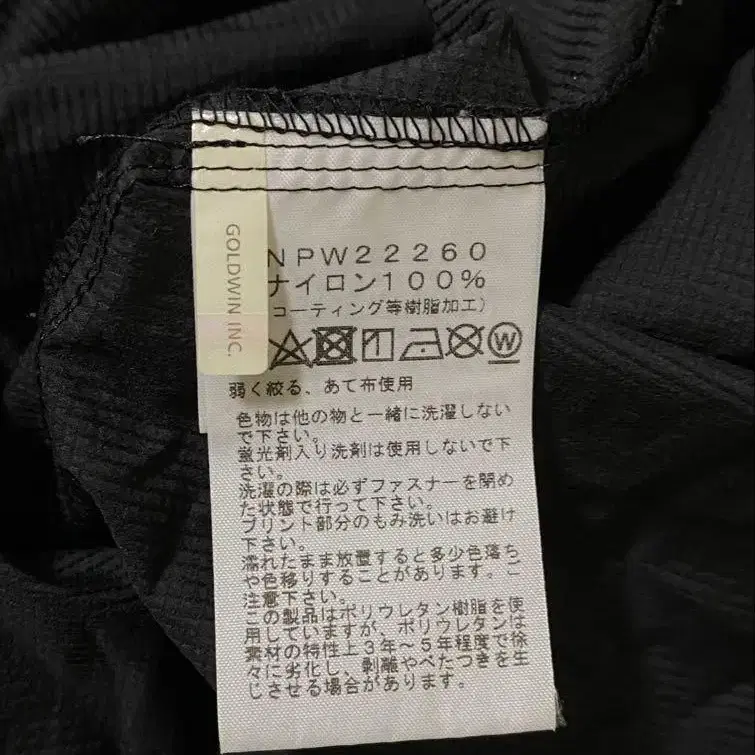 GOLDWIN INC.
NPW22260
ナイロン100%
コーティング等樹脂加工)
W
弱く絞る、あて布使用
色物は他の物と一緒に洗濯しない
で下さい。
蛍光剤入り洗剤は使用しないで下
さい。
洗濯の際は必ずファスナーを閉め
た状態で行って下さい。
プリント部分のもみ洗いはお避け
下さい。
濡れたまま放置すると多少色落ち
や色移りすることがあります。ご
注意下さい。
この製品はポリウレタン樹脂を使
用していますが、ポリウレタンは
素材の特性上3年～5年程度で徐
々に劣化し、剥離やべたつきを生
じさせる場合があります。